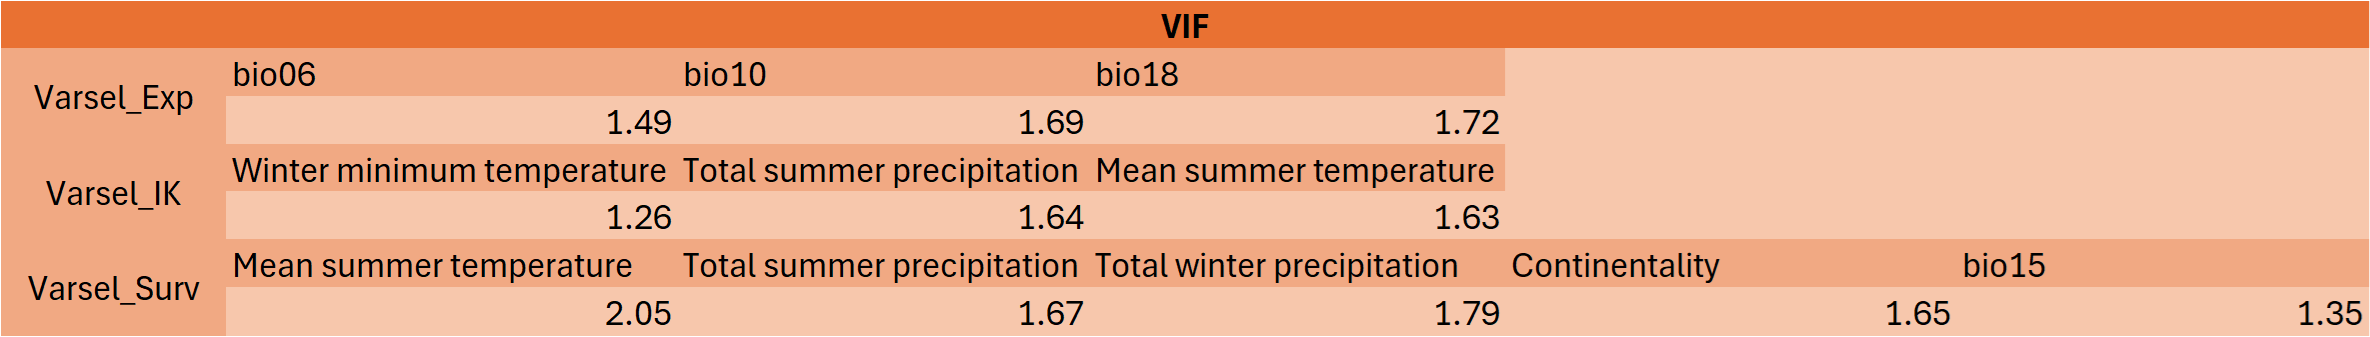 VIF
Varsel_Exp
bio06 bio10 bio18
1.49 1.69 1.72
Varsel_IK
Winter minimum temperature Total summer precipitation Mean summer temperature
1.26 1.64 1.63
Varsel_Surv
Mean summer temperature Total summer precipitation Total winter precipitation Continentality bio15
2.05 1.67 1.79 1.65 1.35